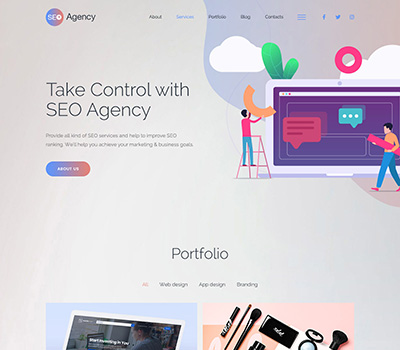 SEO Agency
About Services Portfolio Blog Contacts
Take Control with
SEO Agency
Provide all kind of SEO services and help to improve SEO
ranking. We'll help you achieve your marketing & business goals.
ABOUT US
Portfolio
All Web design App design Branding
Start Investing in You